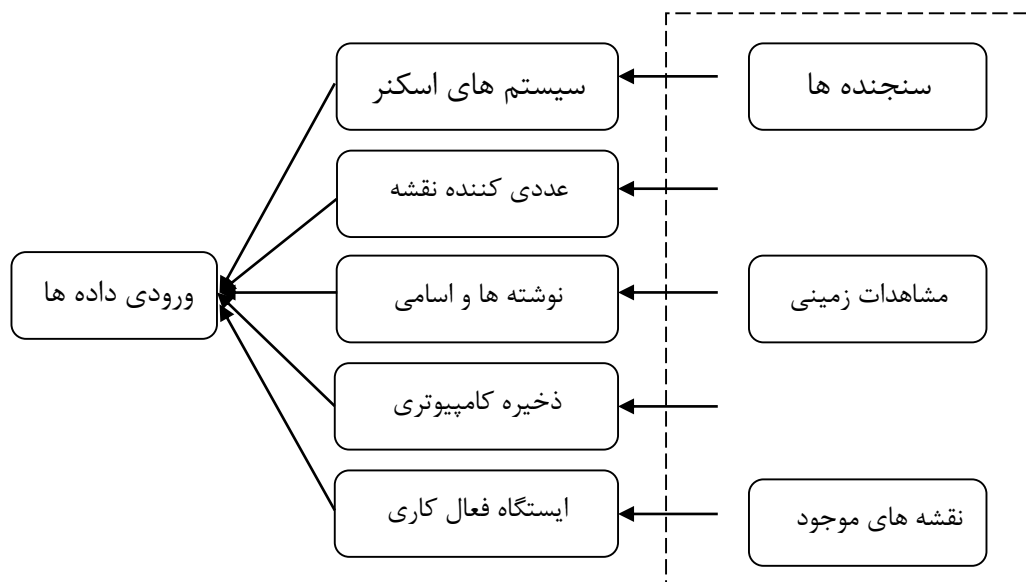 سنجنده ها
سیستم های اسکنر
عددی کننده نقشه
مشاهدات زمینی
نوشته ها و اسامی
ورودی داده ها
ذخیره کامپیوتری
نقشه های موجود
ایستگاه فعال کاری